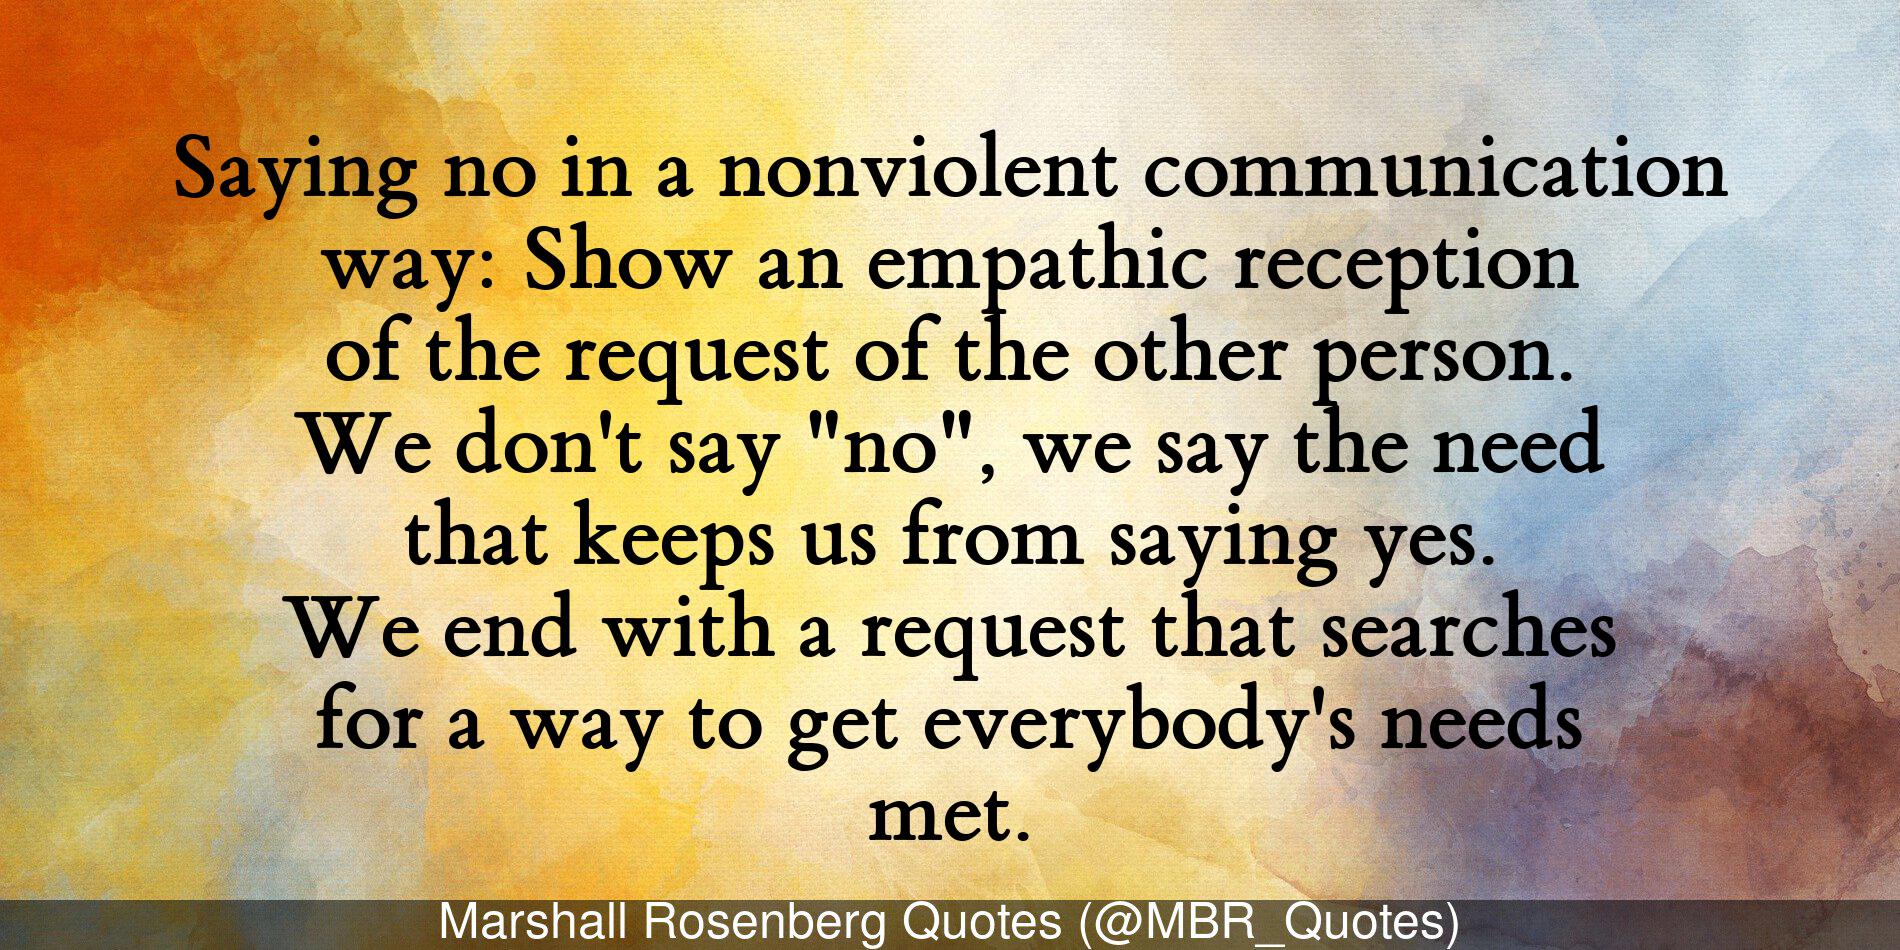 Saying no in a nonviolent communication
way: Show an empathic reception
of the request of the other person.
We don't say "no", we say the need
that keeps us from saying yes.
We end with a request that searches
for a way to get everybody's needs
met.
Marshall Rosenberg Quotes (@MBR_Quotes)